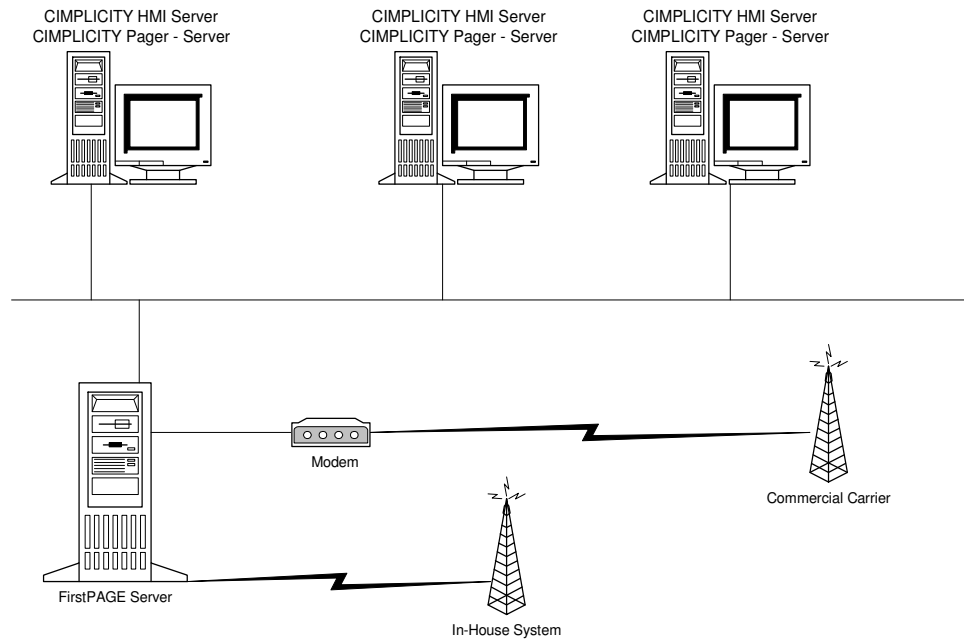 CIMPLICITY HMI Server
CIMPLICITY Pager - Server
CIMPLICITY HMI Server
CIMPLICITY Pager - Server
CIMPLICITY HMI Server
CIMPLICITY Pager - Server
Modem
Commercial Carrier
FirstPAGE Server
In-House System